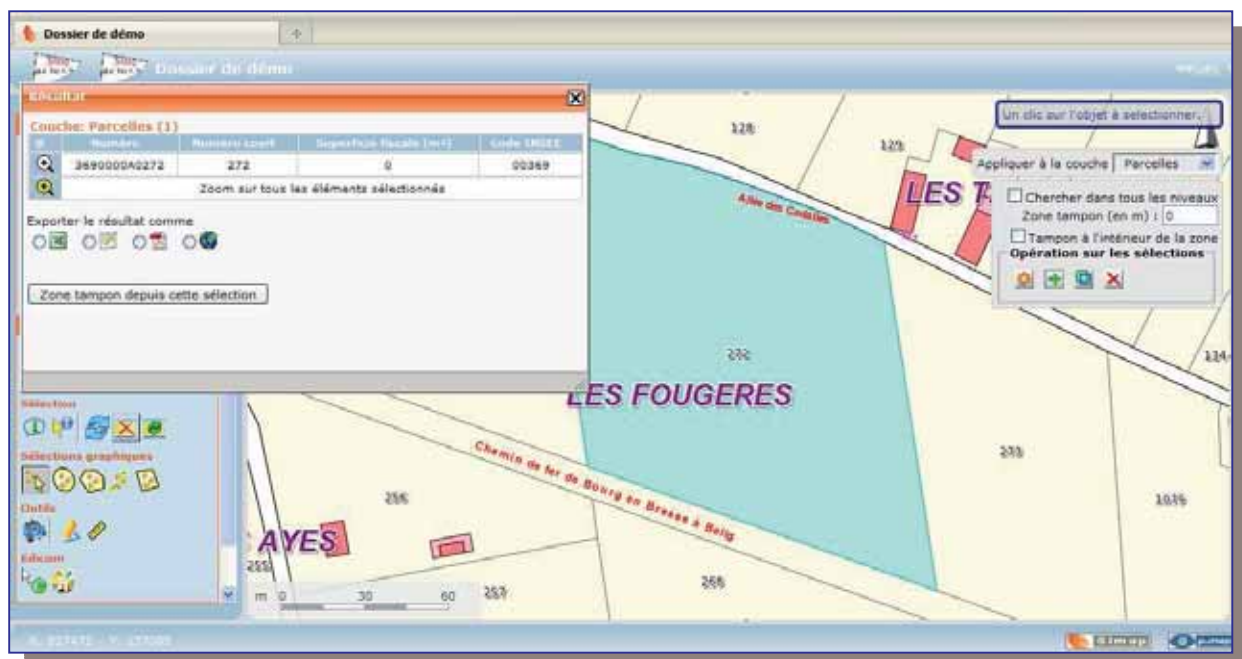 Dossier de démo
Dossier de démo
Résultat
Couche: Parcelles (1)
Numéro Numéro court Superficie fiscale (m²) Code INSEE
3690000A0272 272 0 00369
Zoom sur tous les éléments sélectionnés
Exporter le résultat comme
Zone tampon depuis cette sélection
Sélection
Sélections graphiques
Outils
Edicom
Un clic sur l'objet à selectionner.
Appliquer à la couche Parcelles
Chercher dans tous les niveaux
Zone tampon (en m) : 0
Tampon à l'intérieur de la zone
Opération sur les sélections
128
129
LES T
Allée des Cedalles
272
LES FOUGERES
273
Chemin de fer de Bourg en Bresse à Bellg
256
AYES
255
257
268
m 0 30 60